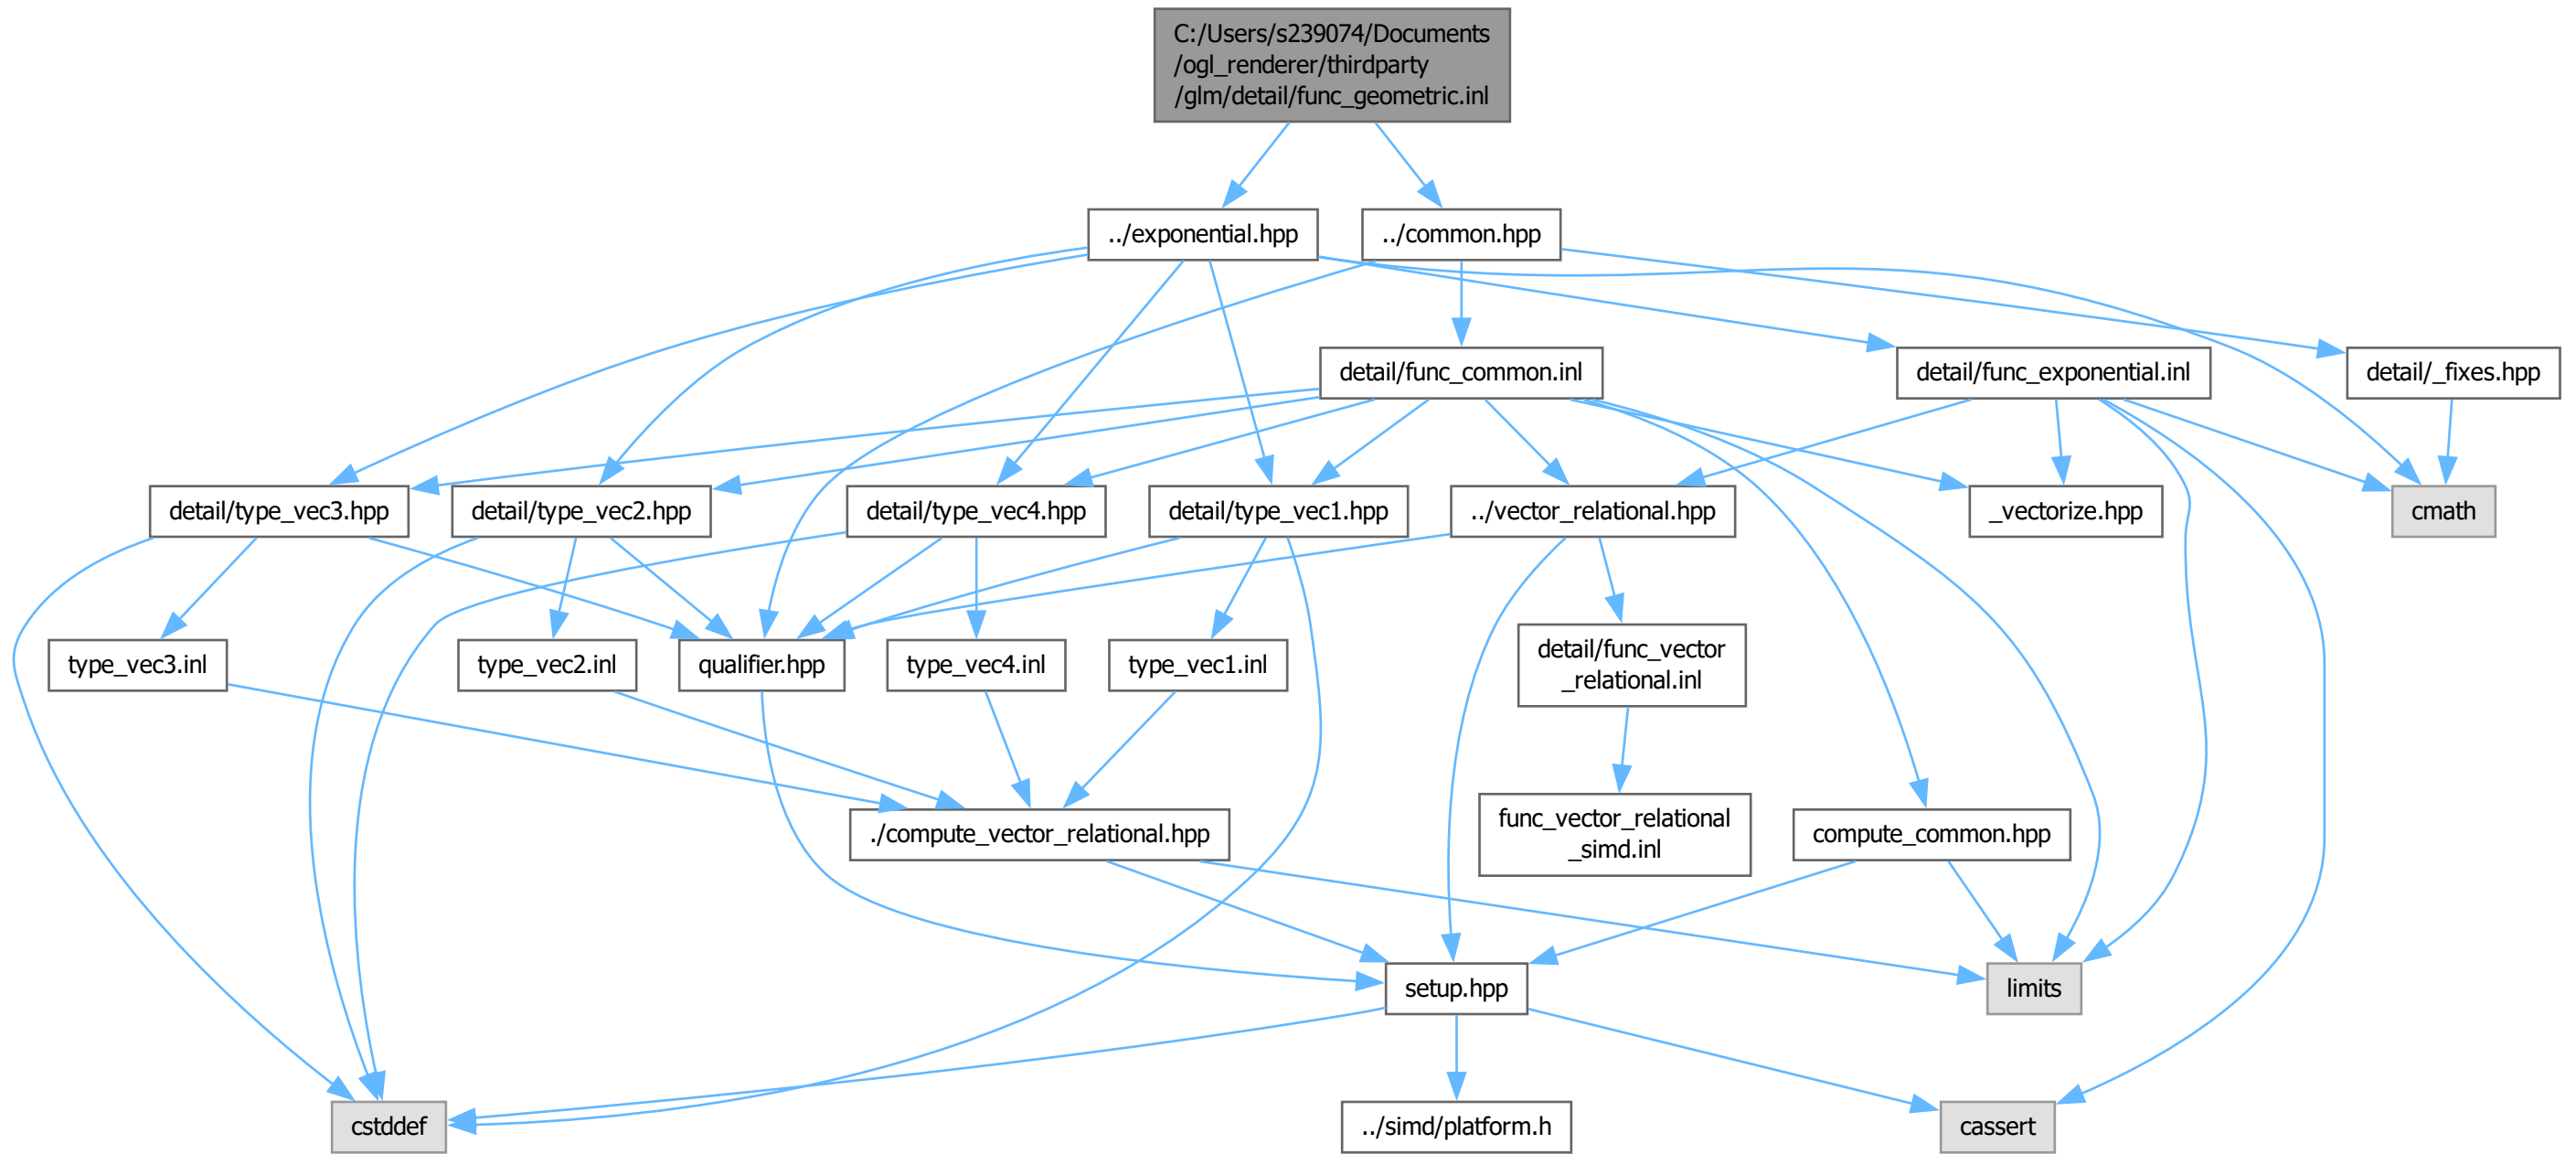 C:/Users/s239074/Documents
/ogl_renderer/thirdparty
/glm/detail/func_geometric.inl
../exponential.hpp
../common.hpp
detail/func_common.inl
detail/func_exponential.inl
detail/_fixes.hpp
detail/type_vec3.hpp
detail/type_vec2.hpp
detail/type_vec4.hpp
detail/type_vec1.hpp
../vector_relational.hpp
_vectorize.hpp
cmath
type_vec3.inl
type_vec2.inl
qualifier.hpp
type_vec4.inl
type_vec1.inl
detail/func_vector
_relational.inl
./compute_vector_relational.hpp
func_vector_relational
_simd.inl
compute_common.hpp
setup.hpp
limits
cstddef
../simd/platform.h
cassert